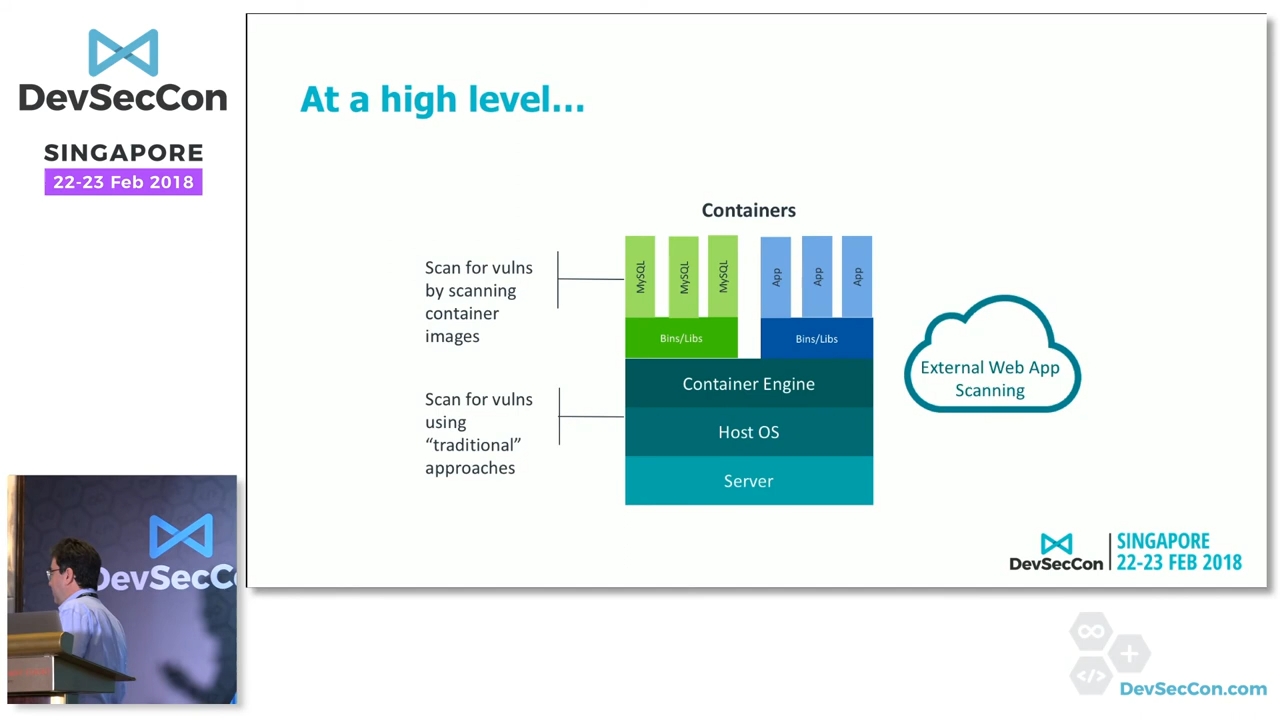 DevSecCon
SINGAPORE
22-23 Feb 2018
At a high level...
Containers
Scan for vulns
by scanning
container
images
MySQL
MySQL
MySQL
App
App
App
Bins/Libs
Bins/Libs
Scan for vulns
using
“traditional”
approaches
Container Engine
Host OS
Server
External Web App
Scanning
DevSecCon
SINGAPORE
22-23 FEB 2018
DevSecC
DevSecCon.com